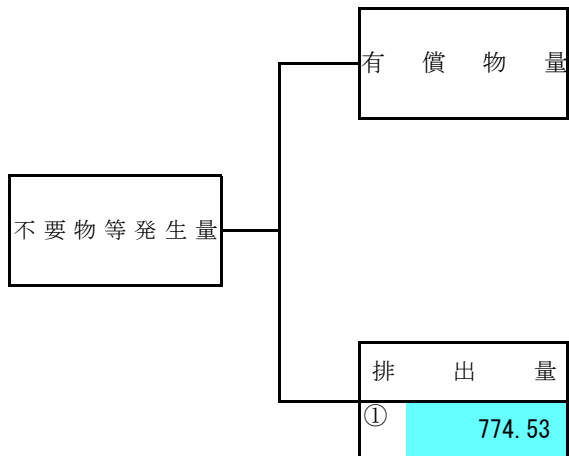 有償物量
不要物等発生量
排出量
①
774.53